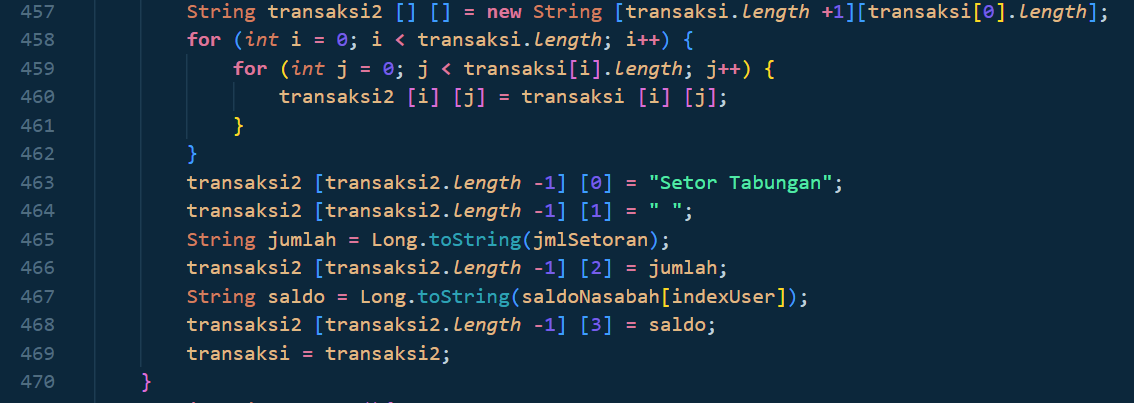 457 String transaksi2 [] [] = new String [transaksi.length +1][transaksi[0].length];
458 for (int i = 0; i < transaksi.length; i++) {
459 for (int j = 0; j < transaksi[i].length; j++) {
460 transaksi2 [i] [j] = transaksi [i] [j];
461 }
462 }
463 transaksi2 [transaksi2.length -1] [0] = "Setor Tabungan";
464 transaksi2 [transaksi2.length -1] [1] = " ";
465 String jumlah = Long.toString(jmlSetoran);
466 transaksi2 [transaksi2.length -1] [2] = jumlah;
467 String saldo = Long.toString(saldoNasabah[indexUser]);
468 transaksi2 [transaksi2.length -1] [3] = saldo;
469 transaksi = transaksi2;
470 }